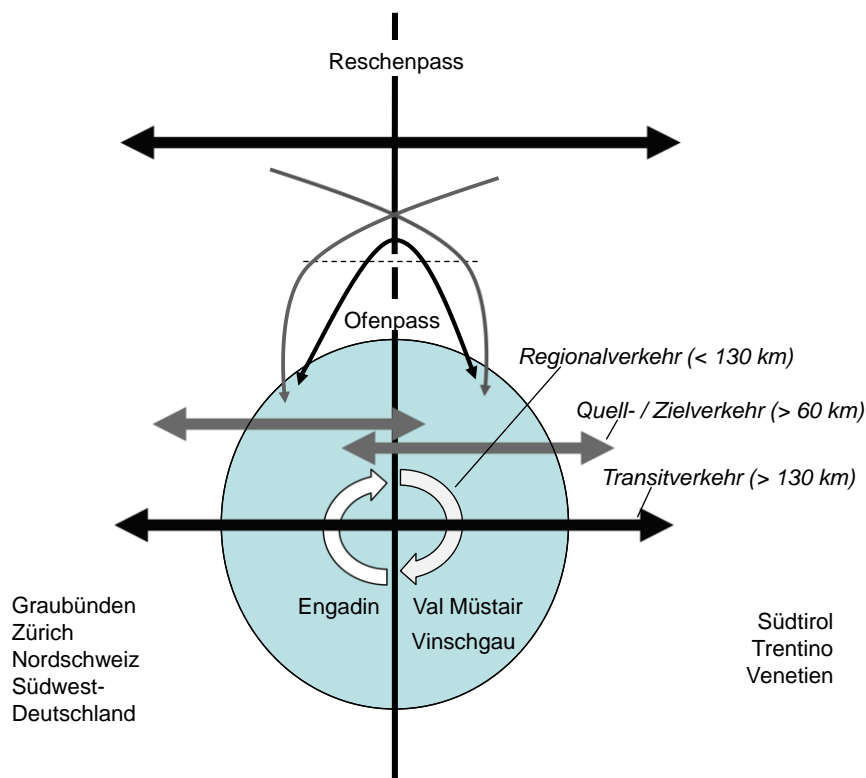 Reschenpass
Ofenpass
Regionalverkehr (< 130 km)
Quell- / Zielverkehr (> 60 km)
Transitverkehr (> 130 km)
Engadin
Val Müstair
Vinschgau
Graubünden
Zürich
Nordschweiz
Südwest-
Deutschland
Südtirol
Trentino
Venetien